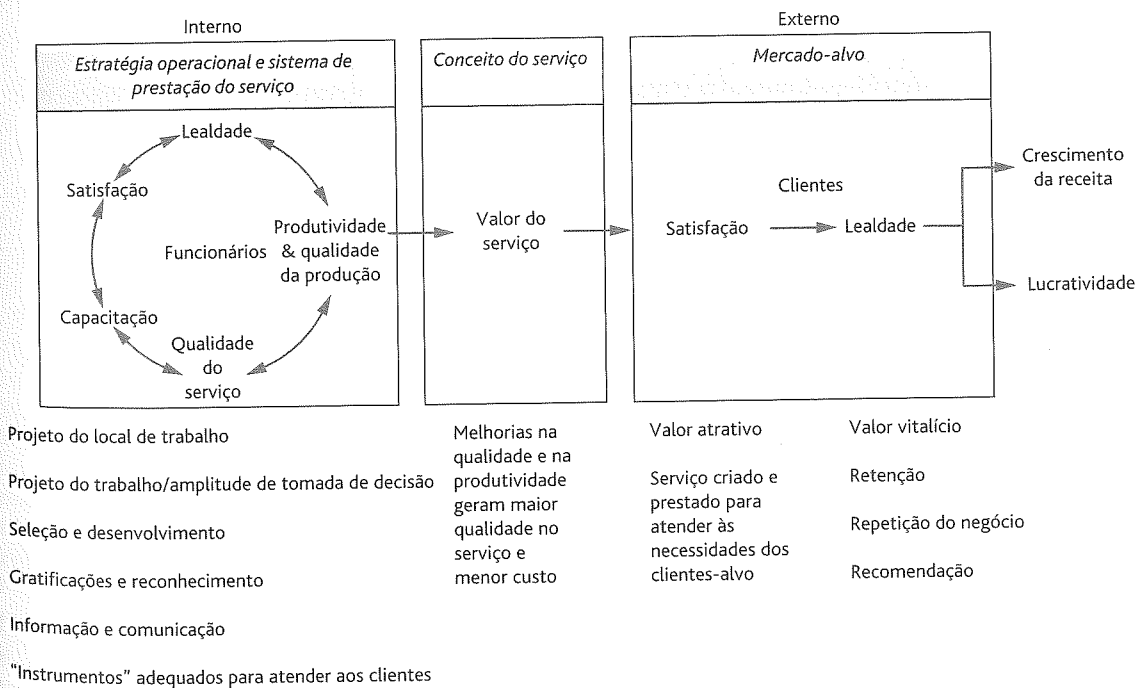 Interno
Externo
Estratégia operacional e sistema de
prestação do serviço
Conceito do serviço
Mercado-alvo
Lealdade
Satisfação
Funcionários
Produtividade
& qualidade
da produção
Capacitação
Qualidade
do
serviço
Valor do
serviço
Clientes
Satisfação
Lealdade
Crescimento
da receita
Lucratividade
Projeto do local de trabalho
Projeto do trabalho/amplitude de tomada de decisão
Seleção e desenvolvimento
Gratificações e reconhecimento
Informação e comunicação
"Instrumentos" adequados para atender aos clientes
Melhorias na
qualidade e na
produtividade
geram maior
qualidade no
serviço e
menor custo
Valor atrativo
Serviço criado e
prestado para
atender às
necessidades dos
clientes-alvo
Valor vitalício
Retenção
Repetição do negócio
Recomendação